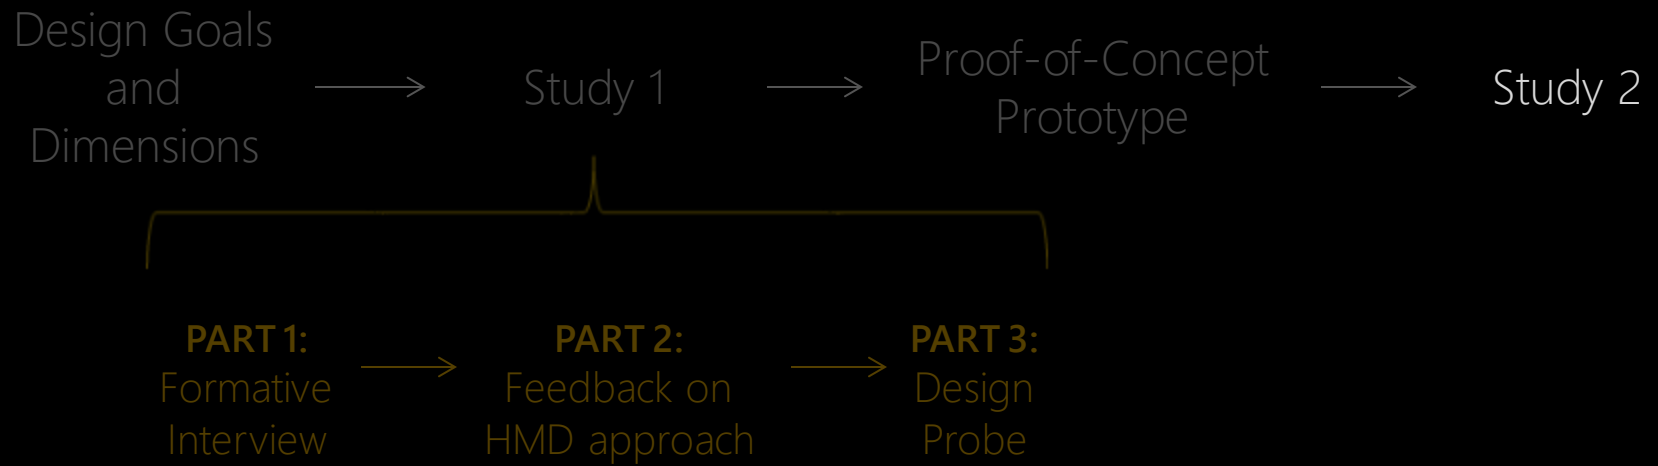 Design Goals
and
Dimensions
Study 1
Proof-of-Concept
Prototype
Study 2
PART 1:
Formative
Interview
PART 2:
Feedback on
HMD approach
PART 3:
Design
Probe